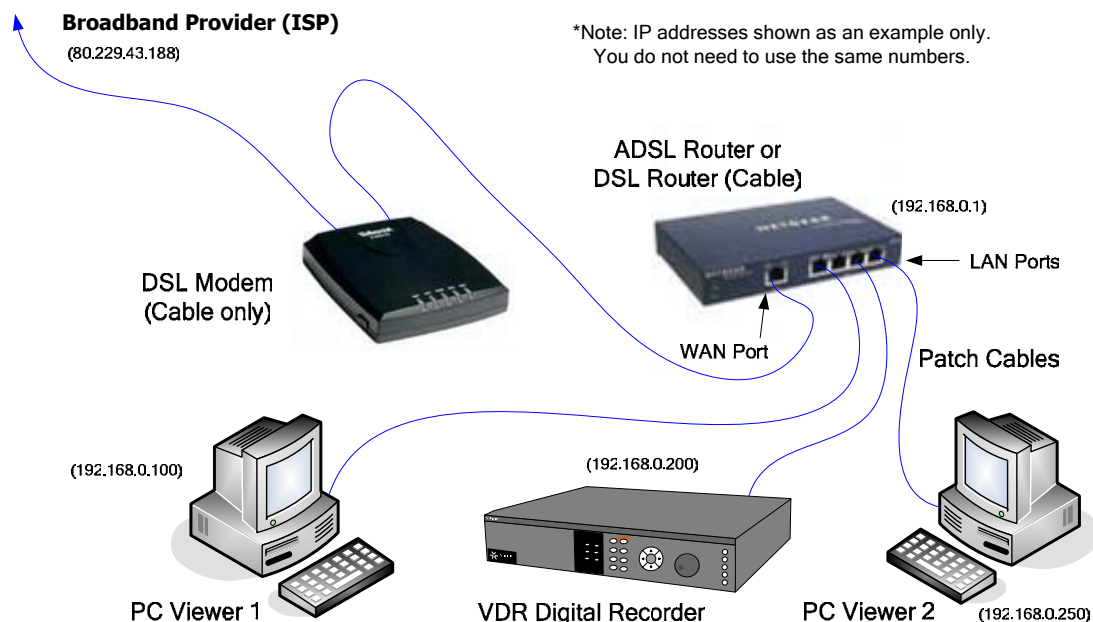 Broadband Provider (ISP)
(80.229.43.188)
*Note: IP addresses shown as an example only.
You do not need to use the same numbers.
ADSL Router or
DSL Router (Cable)
(192.168.0.1)
NETGEAR
LAN Ports
DSL Modem
(Cable only)
WAN Port
Patch Cables
(192.168.0.100)
(192.168.0.200)
PC Viewer 1
VDR Digital Recorder
PC Viewer 2
(192.168.0.250)